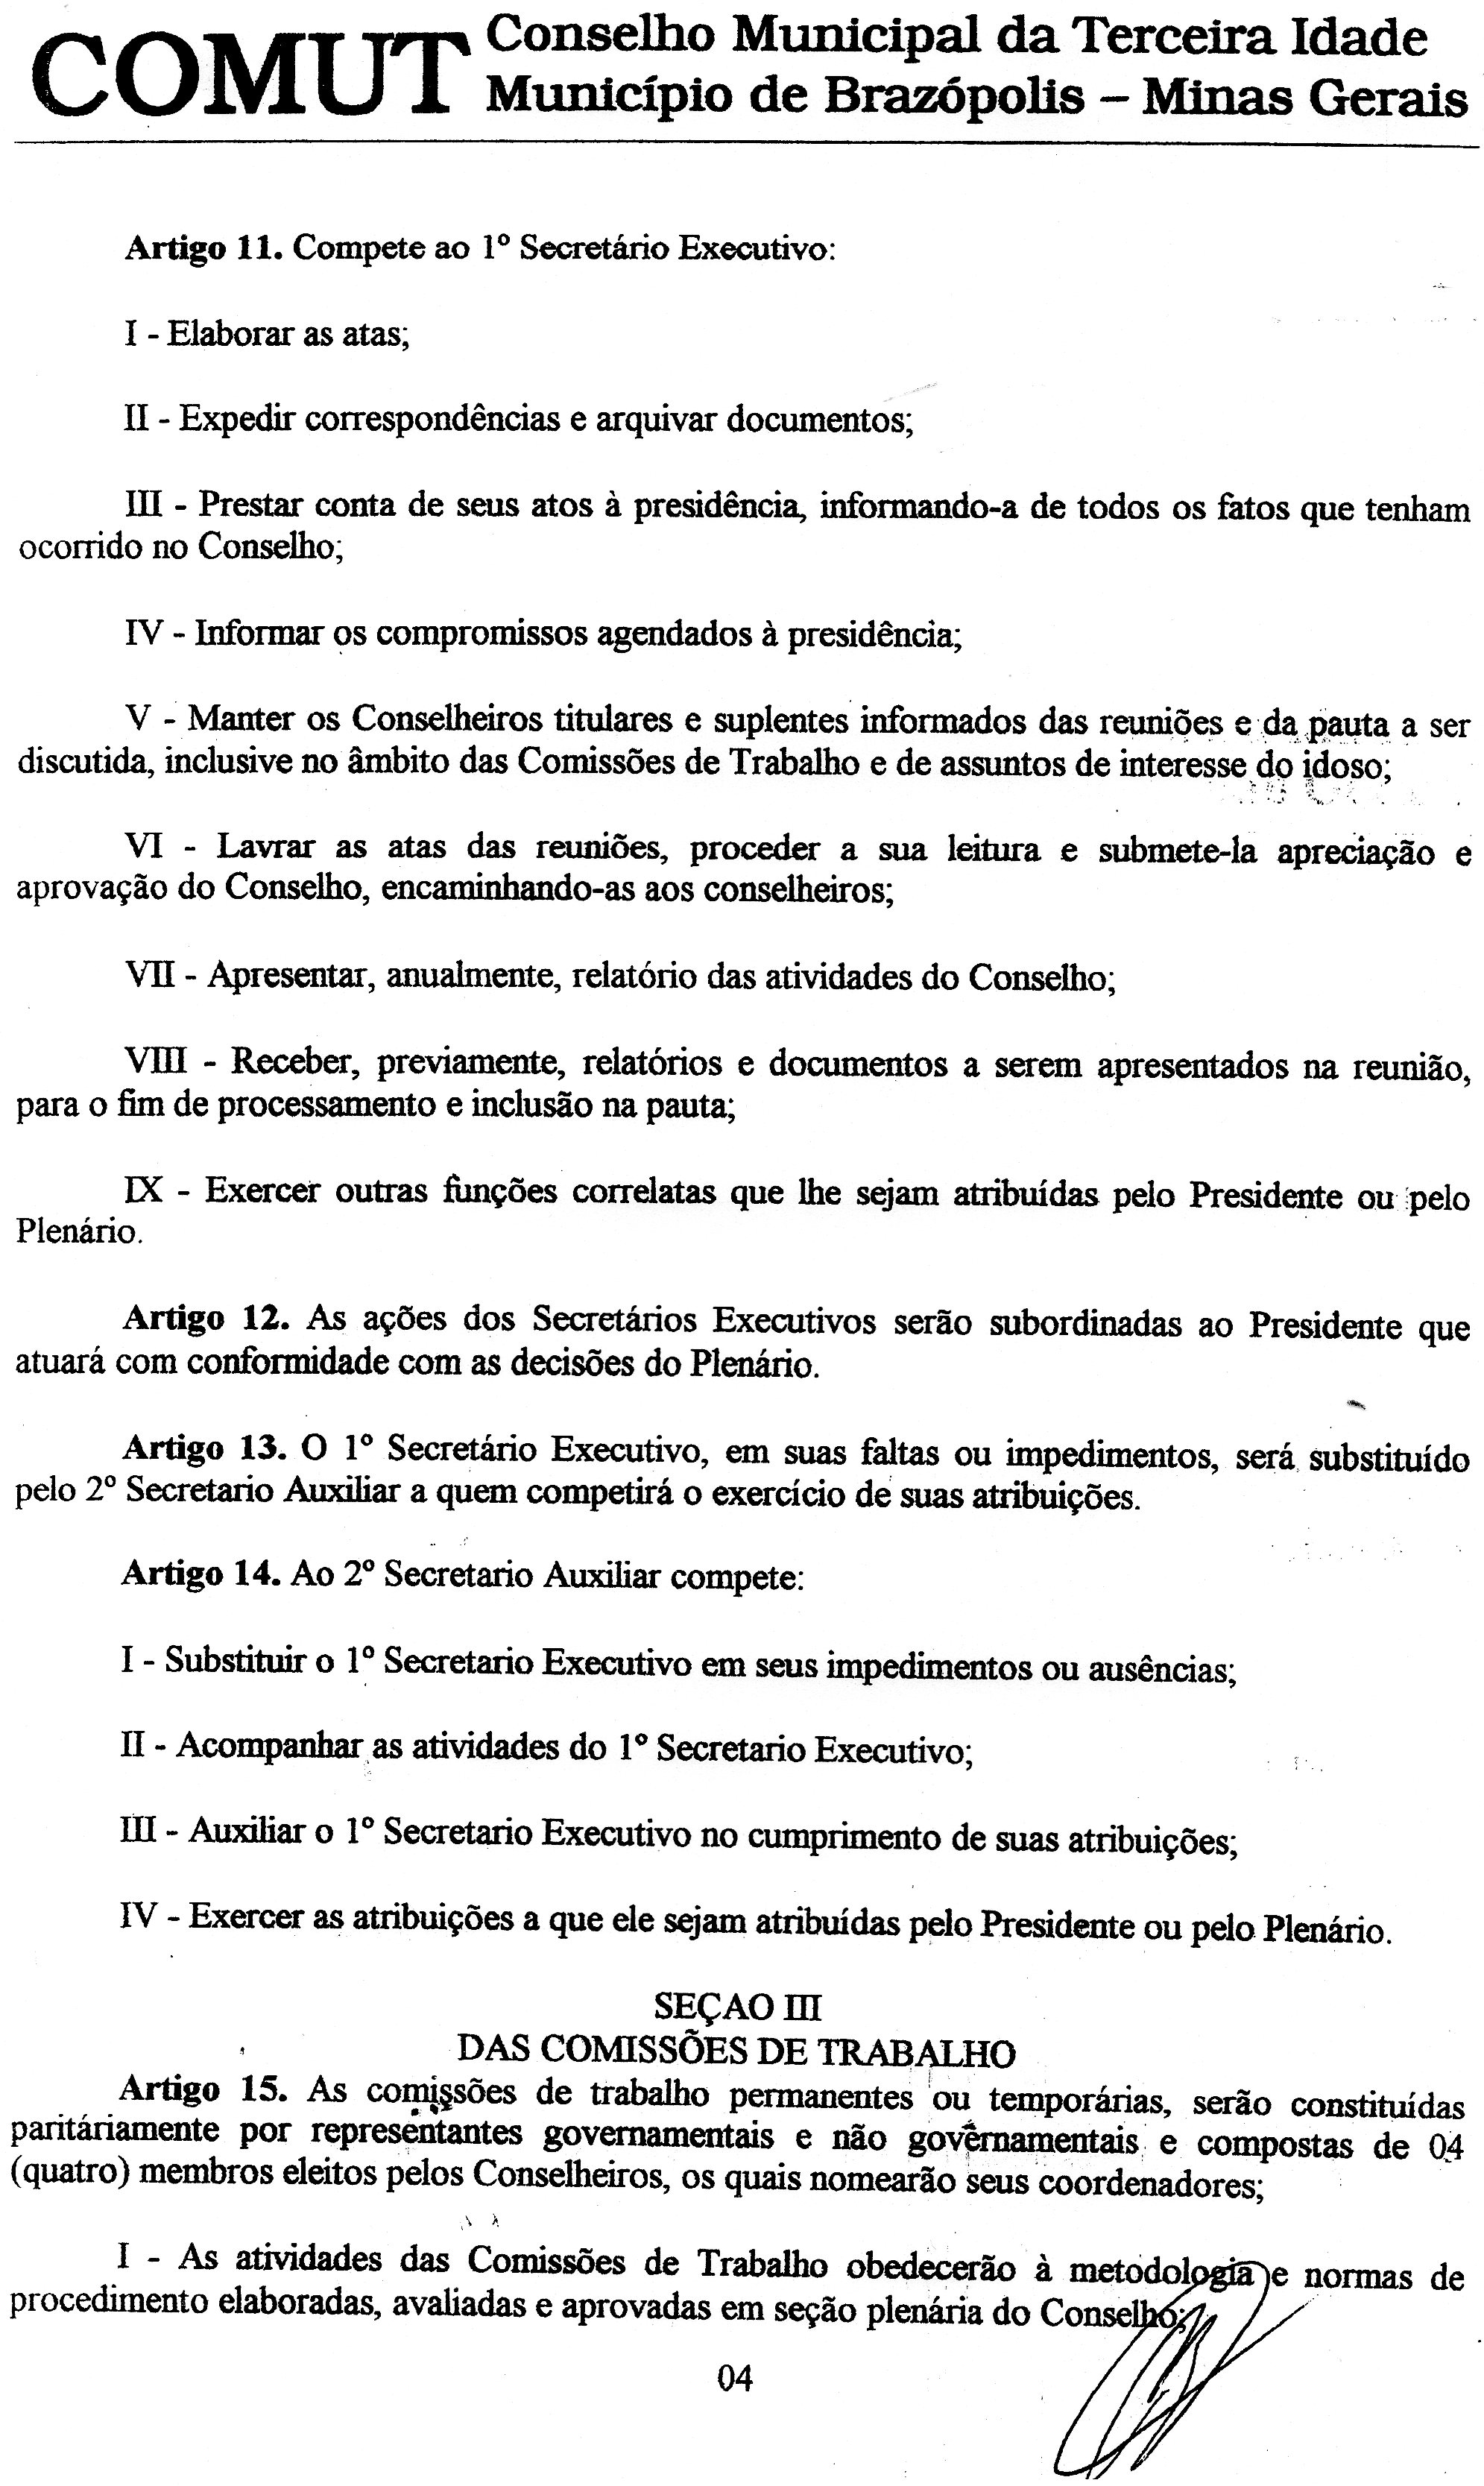 COMUT Conselho Municipal da Terceira Idade
Município de Brazópolis – Minas Gerais
Artigo 11. Compete ao 1º Secretário Executivo:
I - Elaborar as atas;
II - Expedir correspondências e arquivar documentos;
III - Prestar conta de seus atos à presidência, informando-a de todos os fatos que tenham
ocorrido no Conselho;
IV - Informar os compromissos agendados à presidência;
V - Manter os Conselheiros titulares e suplentes informados das reuniões e da pauta a ser
discutida, inclusive no âmbito das Comissões de Trabalho e de assuntos de interesse do idoso;
VI - Lavrar as atas das reuniões, proceder a sua leitura e submete-la apreciação e
aprovação do Conselho, encaminhando-as aos conselheiros;
VII - Apresentar, anualmente, relatório das atividades do Conselho;
VIII - Receber, previamente, relatórios e documentos a serem apresentados na reunião,
para o fim de processamento e inclusão na pauta;
IX - Exercer outras funções correlatas que lhe sejam atribuídas pelo Presidente ou pelo
Plenário.
Artigo 12. As ações dos Secretários Executivos serão subordinadas ao Presidente que
atuará com conformidade com as decisões do Plenário.
Artigo 13. O 1º Secretário Executivo, em suas faltas ou impedimentos, será substituído
pelo 2º Secretario Auxiliar a quem competirá o exercício de suas atribuições.
Artigo 14. Ao 2º Secretario Auxiliar compete:
I - Substituir o 1º Secretario Executivo em seus impedimentos ou ausências;
II - Acompanhar as atividades do 1º Secretario Executivo;
III - Auxiliar o 1º Secretario Executivo no cumprimento de suas atribuições;
IV - Exercer as atribuições a que ele sejam atribuídas pelo Presidente ou pelo Plenário.
SEÇAO III
DAS COMISSÕES DE TRABALHO
Artigo 15. As comissões de trabalho permanentes ou temporárias, serão constituídas
paritáriamente por representantes governamentais e não governamentais e compostas de 04
(quatro) membros eleitos pelos Conselheiros, os quais nomearão seus coordenadores;
I - As atividades das Comissões de Trabalho obedecerão à metodologia e normas de
procedimento elaboradas, avaliadas e aprovadas em seção plenária do Conselho;
04